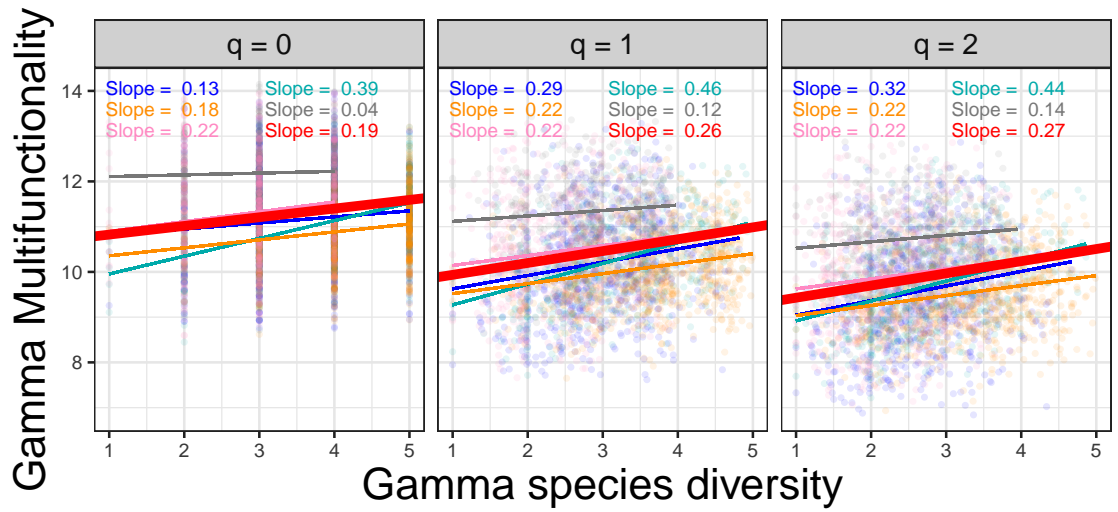 Gamma Multifunctionality
q = 0
q = 1
q = 2
Slope = 0.13 Slope = 0.39
Slope = 0.18 Slope = 0.04
Slope = 0.22 Slope = 0.19
Slope = 0.29 Slope = 0.46
Slope = 0.22 Slope = 0.12
Slope = 0.22 Slope = 0.26
Slope = 0.32 Slope = 0.44
Slope = 0.22 Slope = 0.14
Slope = 0.22 Slope = 0.27
14
12
10
8
1 2 3 4 5
1 2 3 4 5
1 2 3 4 5
Gamma species diversity